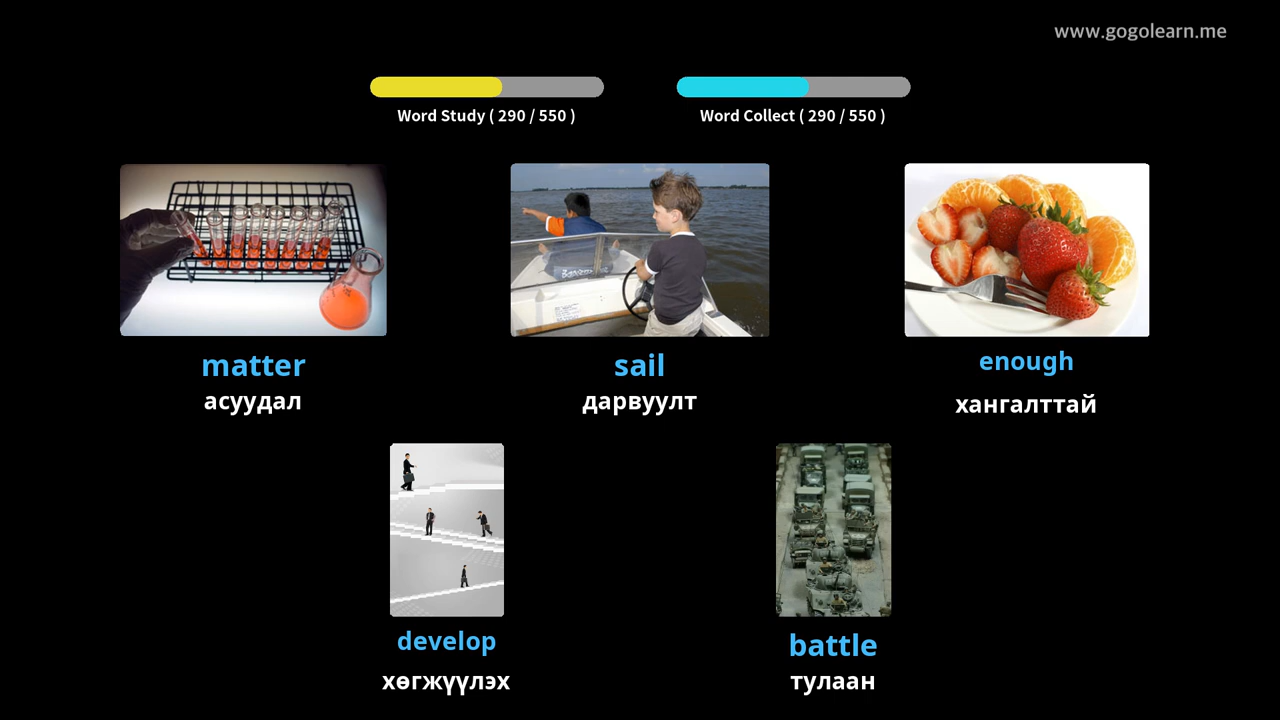 www.gogolearn.me
Word Study ( 290 / 550 )
Word Collect ( 290 / 550 )
matter
асуудал
sail
дарвуулт
enough
хангалттай
develop
хөгжүүлэх
battle
тулаан